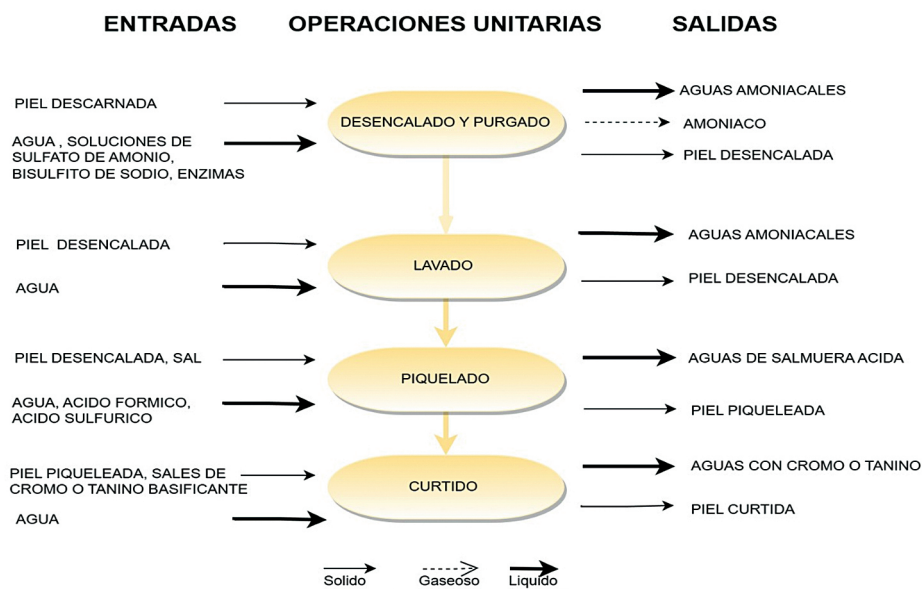 ENTRADAS
OPERACIONES UNITARIAS
SALIDAS
PIEL DESCARNADA
AGUA , SOLUCIONES DE
SULFATO DE AMONIO,
BISULFITO DE SODIO, ENZIMAS
DESENCALADO Y PURGADO
AGUAS AMONIACALES
AMONIACO
PIEL DESENCALADA
PIEL DESENCALADA
AGUA
LAVADO
AGUAS AMONIACALES
PIEL DESENCALADA
PIEL DESENCALADA, SAL
AGUA, ACIDO FORMICO,
ACIDO SULFURICO
PIQUELADO
AGUAS DE SALMUERA ACIDA
PIEL PIQUELEADA
PIEL PIQUELEADA, SALES DE
CROMO O TANINO BASIFICANTE
AGUA
CURTIDO
AGUAS CON CROMO O TANINO
PIEL CURTIDA
Solido
Gaseoso
Liquido